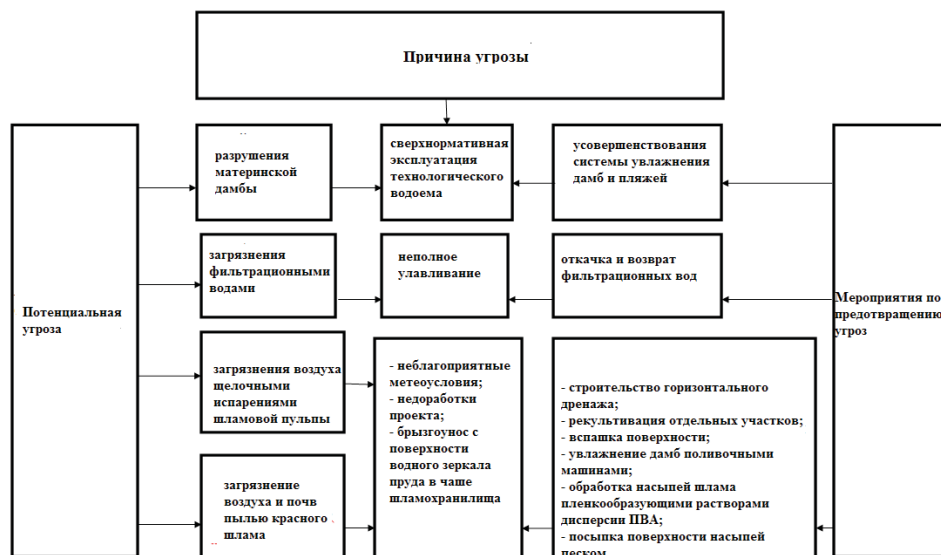 Причина угрозы
разрушения
материнской
дамбы
сверхнормативная
эксплуатация
технологического
водоема
усовершенствования
системы увлажнения
дамб и пляжей
загрязнения
фильтрационными
водами
неполное
улавливание
откачка и возврат
фильтрационных вод
Потенциальная
угроза
Мероприятия по
предотвращению
угроз
загрязнения воздуха
щелочными
испарениями
шламовой пульпы
- неблагоприятные
метеоусловия;
- недоработки
проекта;
- брызгоунос с
поверхности
водного зеркала
пруда в чаше
шламохранилища
- строительство горизонтального
дренажа;
- рекультивация отдельных участков;
- вспашка поверхности;
- увлажнение дамб поливочными
машинами;
- обработка насыпей шлама
пленкообразующими растворами
дисперсии ПВА;
- посыпка поверхности насыпей
песком
загрязнение
воздуха и почв
пылью красного
шлама